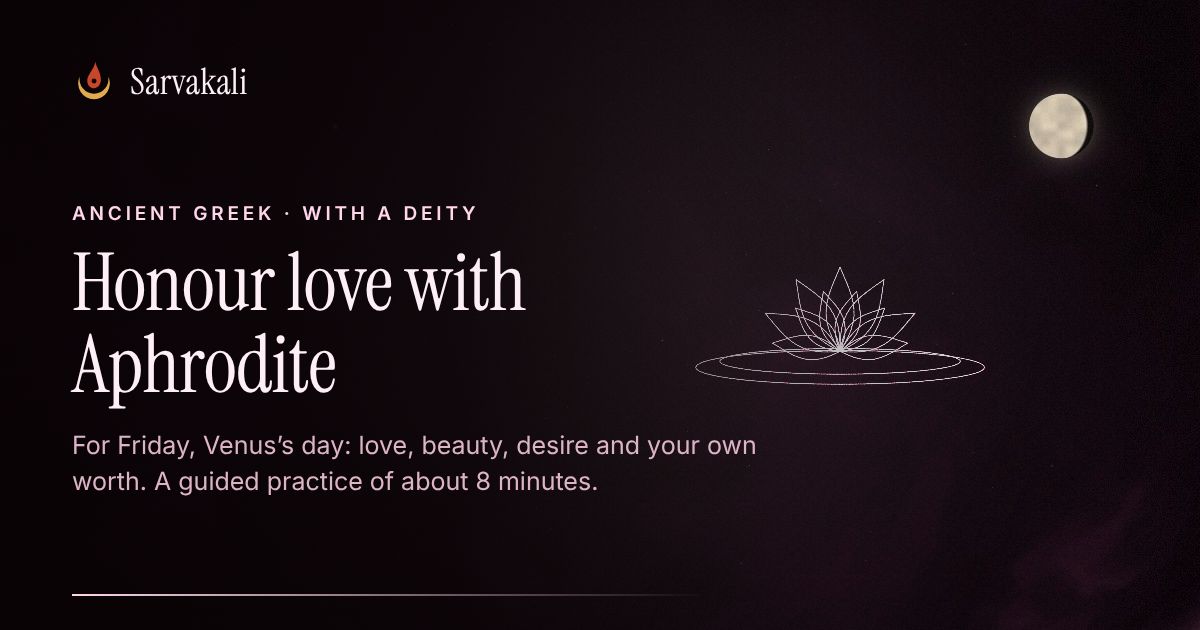 Sarvakali
ANCIENT GREEK · WITH A DEITY
Honour love with
Aphrodite
For Friday, Venus’s day: love, beauty, desire and your own
worth. A guided practice of about 8 minutes.